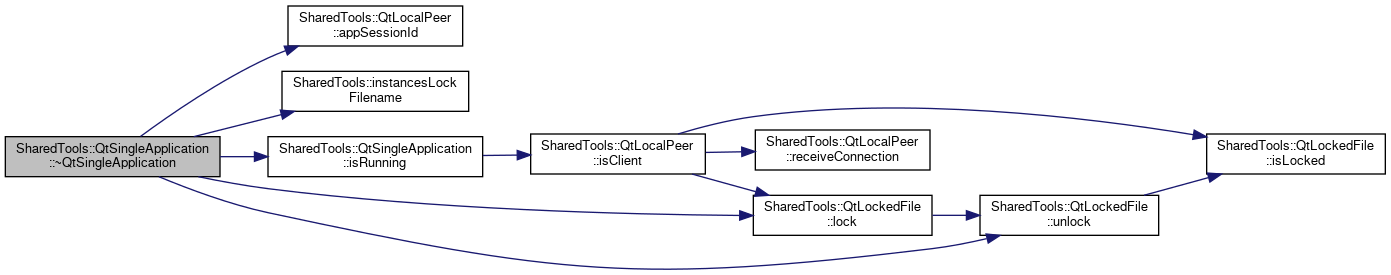 SharedTools::QtLocalPeer
::appSessionId
SharedTools::instancesLock
Filename
SharedTools::QtSingleApplication
::~QtSingleApplication
SharedTools::QtSingleApplication
::isRunning
SharedTools::QtLocalPeer
::isClient
SharedTools::QtLocalPeer
::receiveConnection
SharedTools::QtLockedFile
::isLocked
SharedTools::QtLockedFile
::lock
SharedTools::QtLockedFile
::unlock